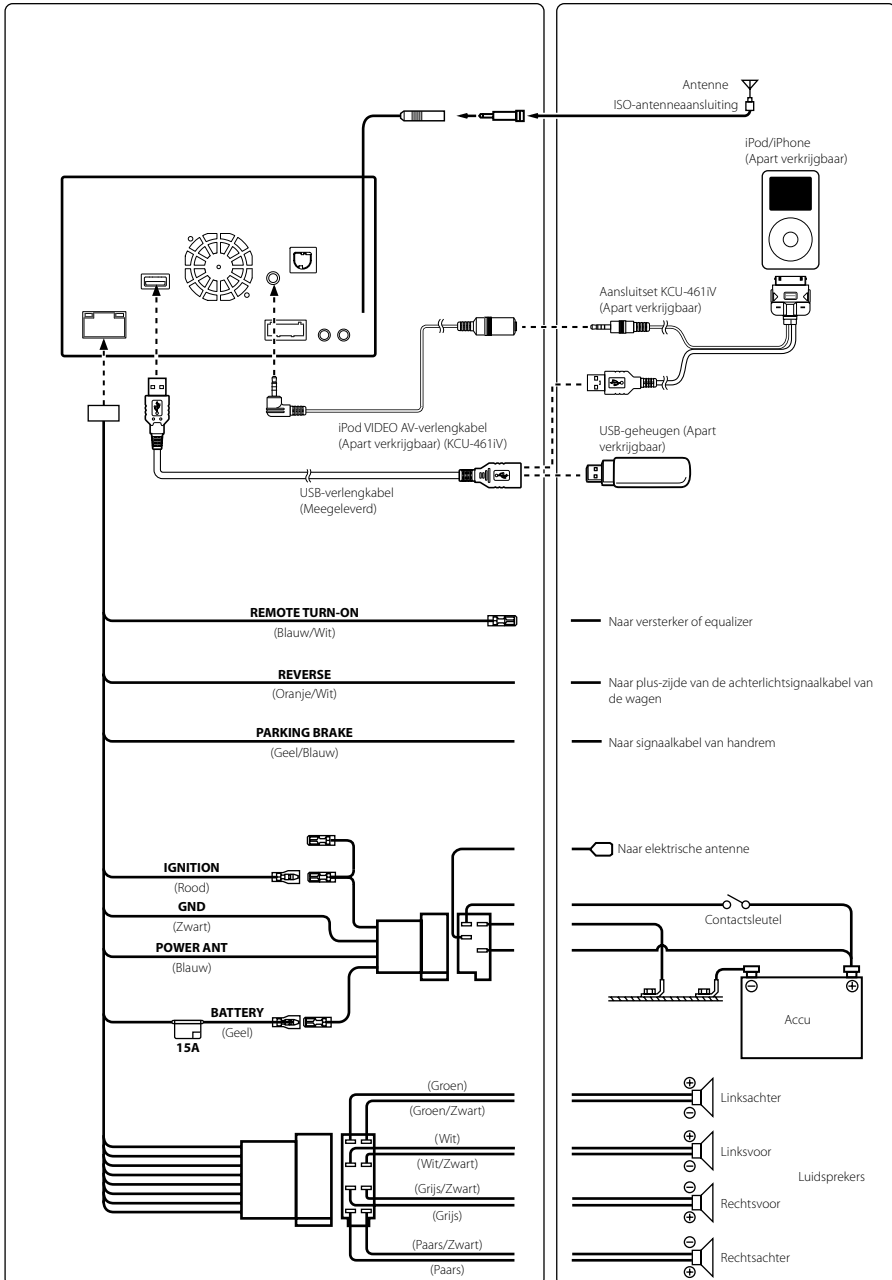 Antenne
ISO-antenneaansluiting
iPod/iPhone
(Apart verkrijgbaar)
Aansluitset KCU-461iV
(Apart verkrijgbaar)
iPod VIDEO AV-verlengkabel
(Apart verkrijgbaar) (KCU-461iV)
USB-geheugen (Apart
verkrijgbaar)
USB-verlengkabel
(Meegeleverd)
REMOTE TURN-ON
(Blauw/Wit)
Naar versterker of equalizer
REVERSE
(Oranje/Wit)
Naar plus-zijde van de achterlichtsignaalkabel van
de wagen
PARKING BRAKE
(Geel/Blauw)
Naar signaalkabel van handrem
Naar elektrische antenne
IGNITION
(Rood)
GND
(Zwart)
Contactsleutel
POWER ANT
(Blauw)
BATTERY
(Geel)
15A
Accu
(Groen)
(Groen/Zwart)
Linksachter
(Wit)
(Wit/Zwart)
Linksvoor
Luidsprekers
(Grijs/Zwart)
(Grijs)
Rechtsvoor
(Paars/Zwart)
(Paars)
Rechtsachter